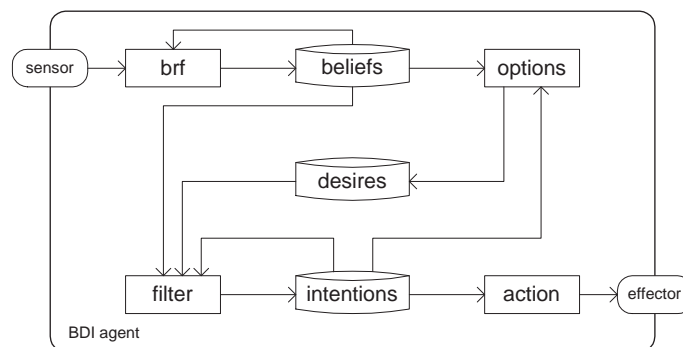 sensor
brf
beliefs
options
desires
filter
intentions
action
effector
BDI agent